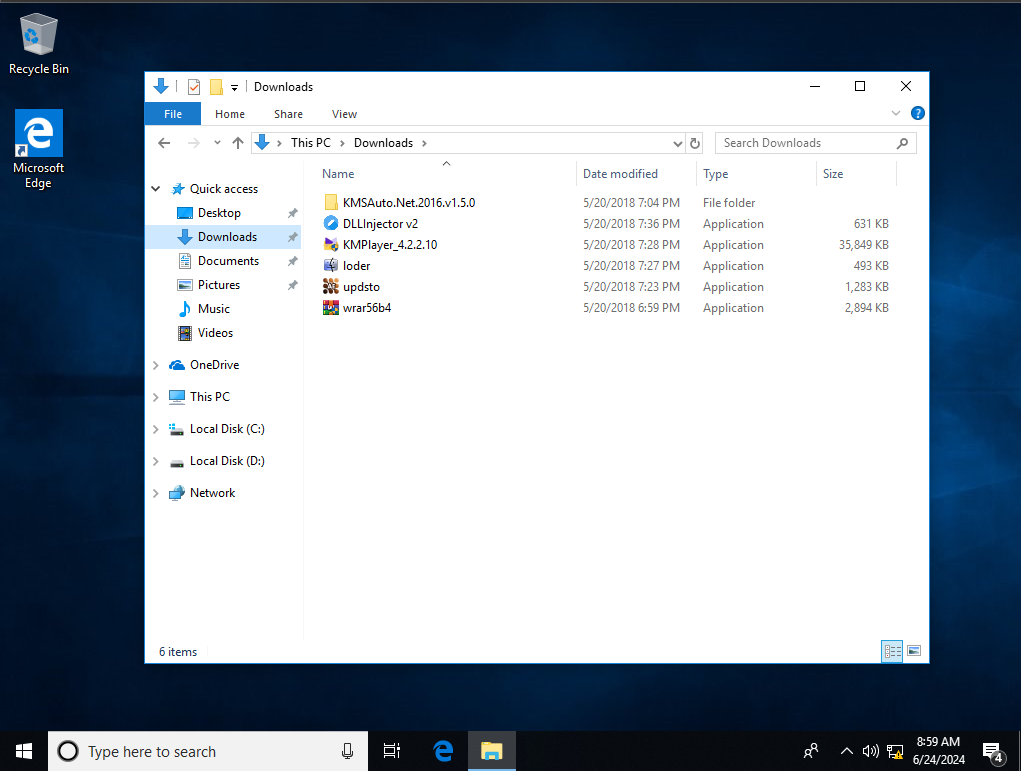 Recycle Bin
Microsoft
Edge
Downloads
File Home Share View
This PC Downloads
Search Downloads
Name Date modified Type Size
Quick access
Desktop
Downloads
Documents
Pictures
Music
Videos
OneDrive
This PC
Local Disk (C:)
Local Disk (D:)
Network
KMSAuto.Net.2016.v1.5.0 5/20/2018 7:04 PM File folder
DLLInjector v2 5/20/2018 7:36 PM Application 631 KB
KMPlayer_4.2.2.10 5/20/2018 7:28 PM Application 35,849 KB
loder 5/20/2018 7:27 PM Application 493 KB
updsto 5/20/2018 7:23 PM Application 1,283 KB
wrar56b4 5/20/2018 6:59 PM Application 2,894 KB
6 items
Type here to search
8:59 AM
6/24/2024
4